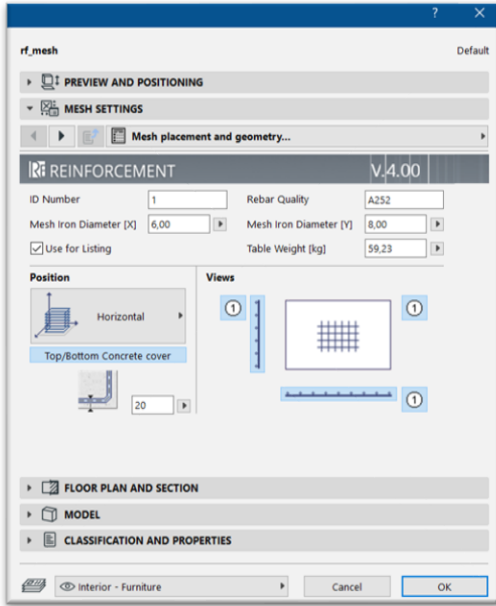 ?
rf_mesh
Default
PREVIEW AND POSITIONING
MESH SETTINGS
Mesh placement and geometry...
RF REINFORCEMENT
V.4.00
ID Number 1 Rebar Quality A252
Mesh Iron Diameter [X] 6,00 Mesh Iron Diameter [Y] 8,00
Use for Listing Table Weight [kg] 59,23
Position Views
Horizontal
Top/Bottom Concrete cover
20
1
1
1
FLOOR PLAN AND SECTION
MODEL
CLASSIFICATION AND PROPERTIES
Interior - Furniture
Cancel
OK